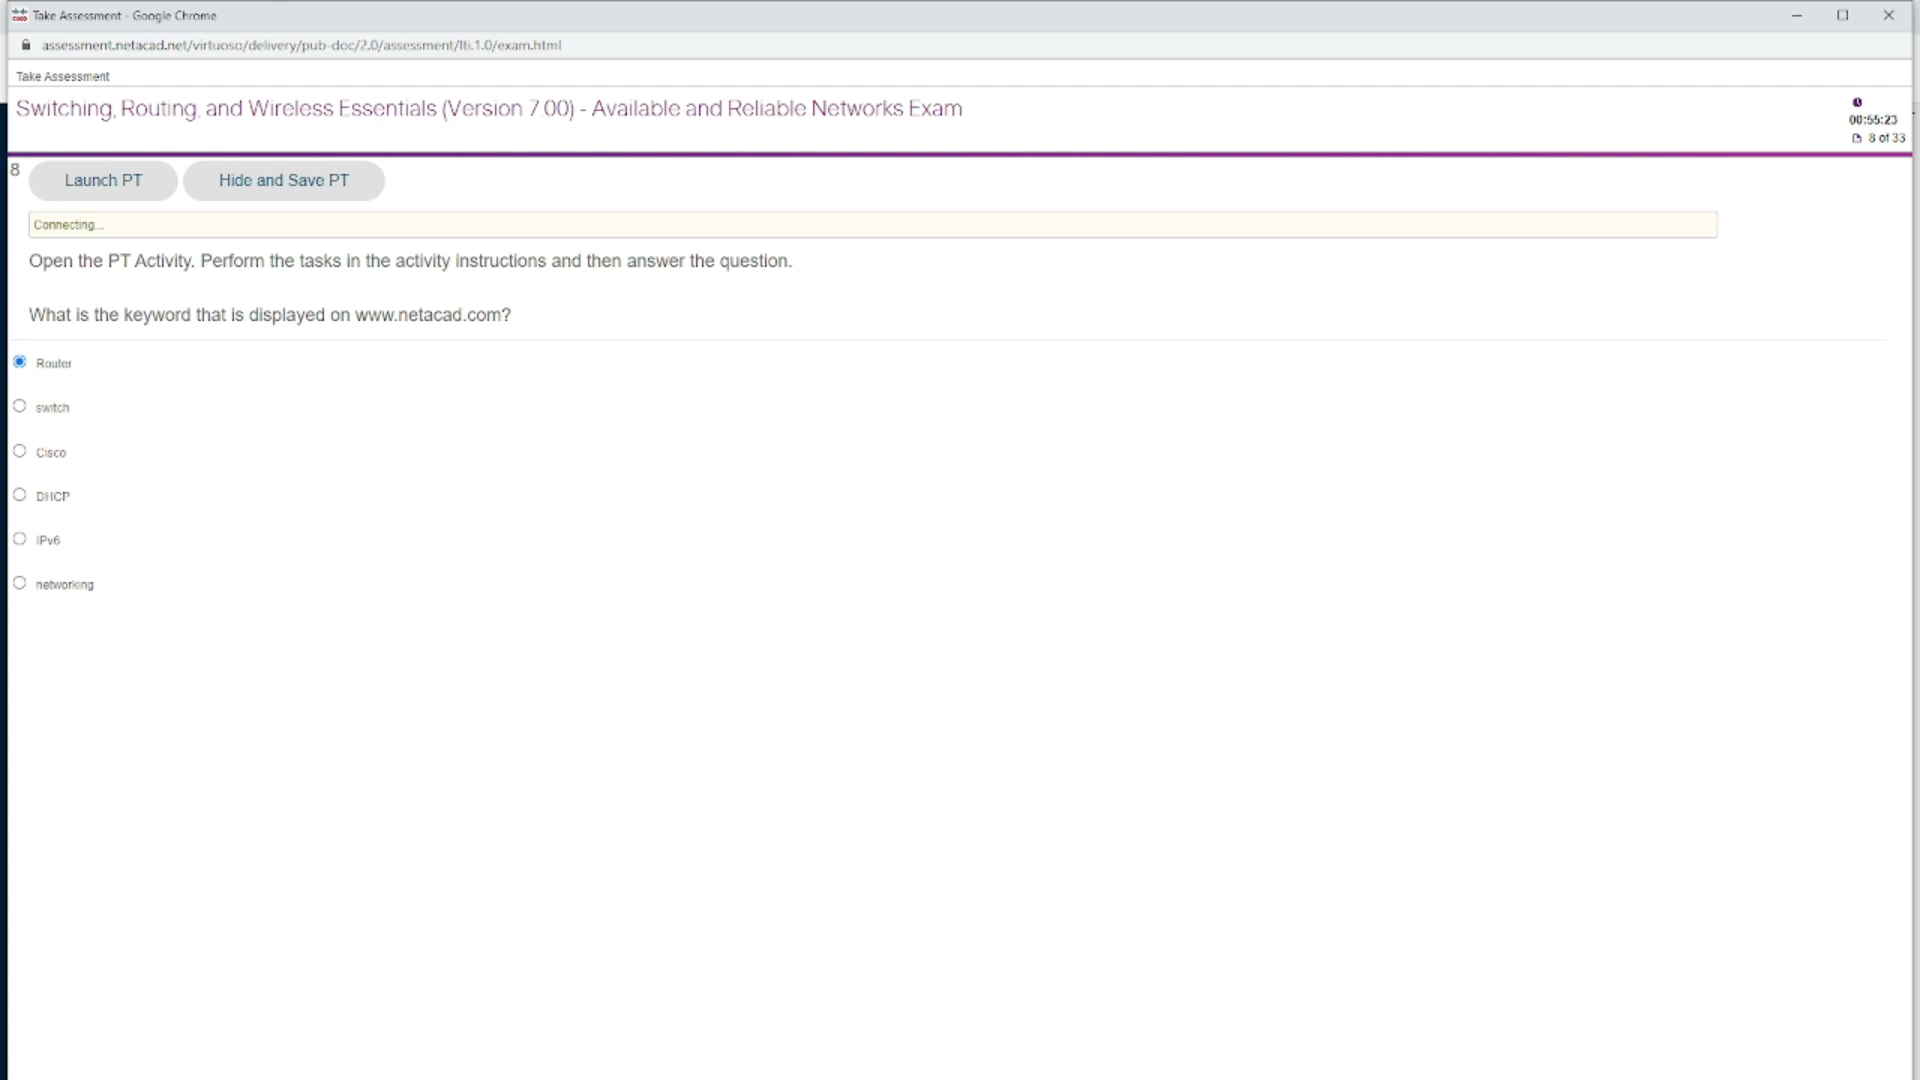 Take Assessment - Google Chrome
assessment.netacad.net/virtuoso/delivery/pub-doc/2.0/assessment/lti.1.0/exam.html
Take Assessment
Switching, Routing, and Wireless Essentials (Version 7.00) - Available and Reliable Networks Exam
00:55:23
8 of 33
8
Launch PT
Hide and Save PT
Connecting...
Open the PT Activity. Perform the tasks in the activity instructions and then answer the question.
What is the keyword that is displayed on www.netacad.com?
Router
switch
Cisco
DHCP
IPv6
networking